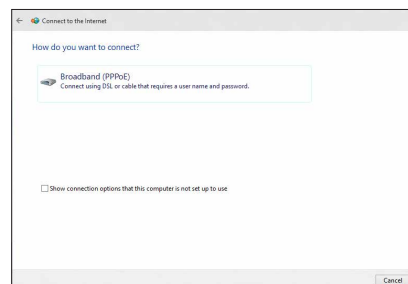 Connect to the Internet
How do you want to connect?
Broadband (PPPoE)
Connect using DSL or cable that requires a user name and password.
Show connection options that this computer is not set up to use
Cancel